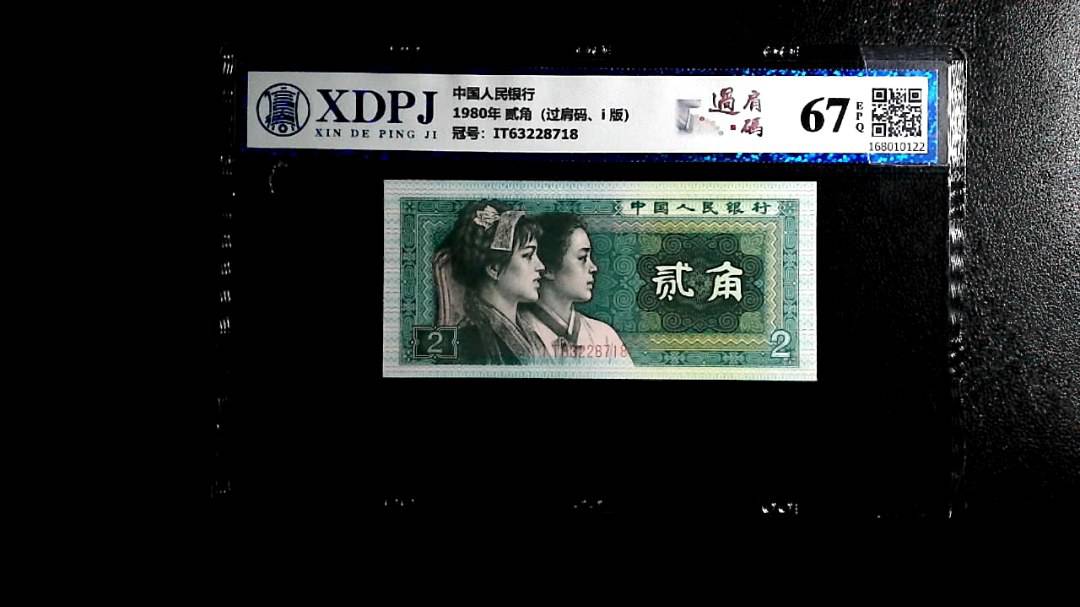 XDPJ
XIN DE PING JI
中国人民银行
1980年 贰角（过肩码、i 版）
冠号：IT63228718
過肩
码
67
EPQ
168010122
中国人民银行
贰角
2
2
IT63228718